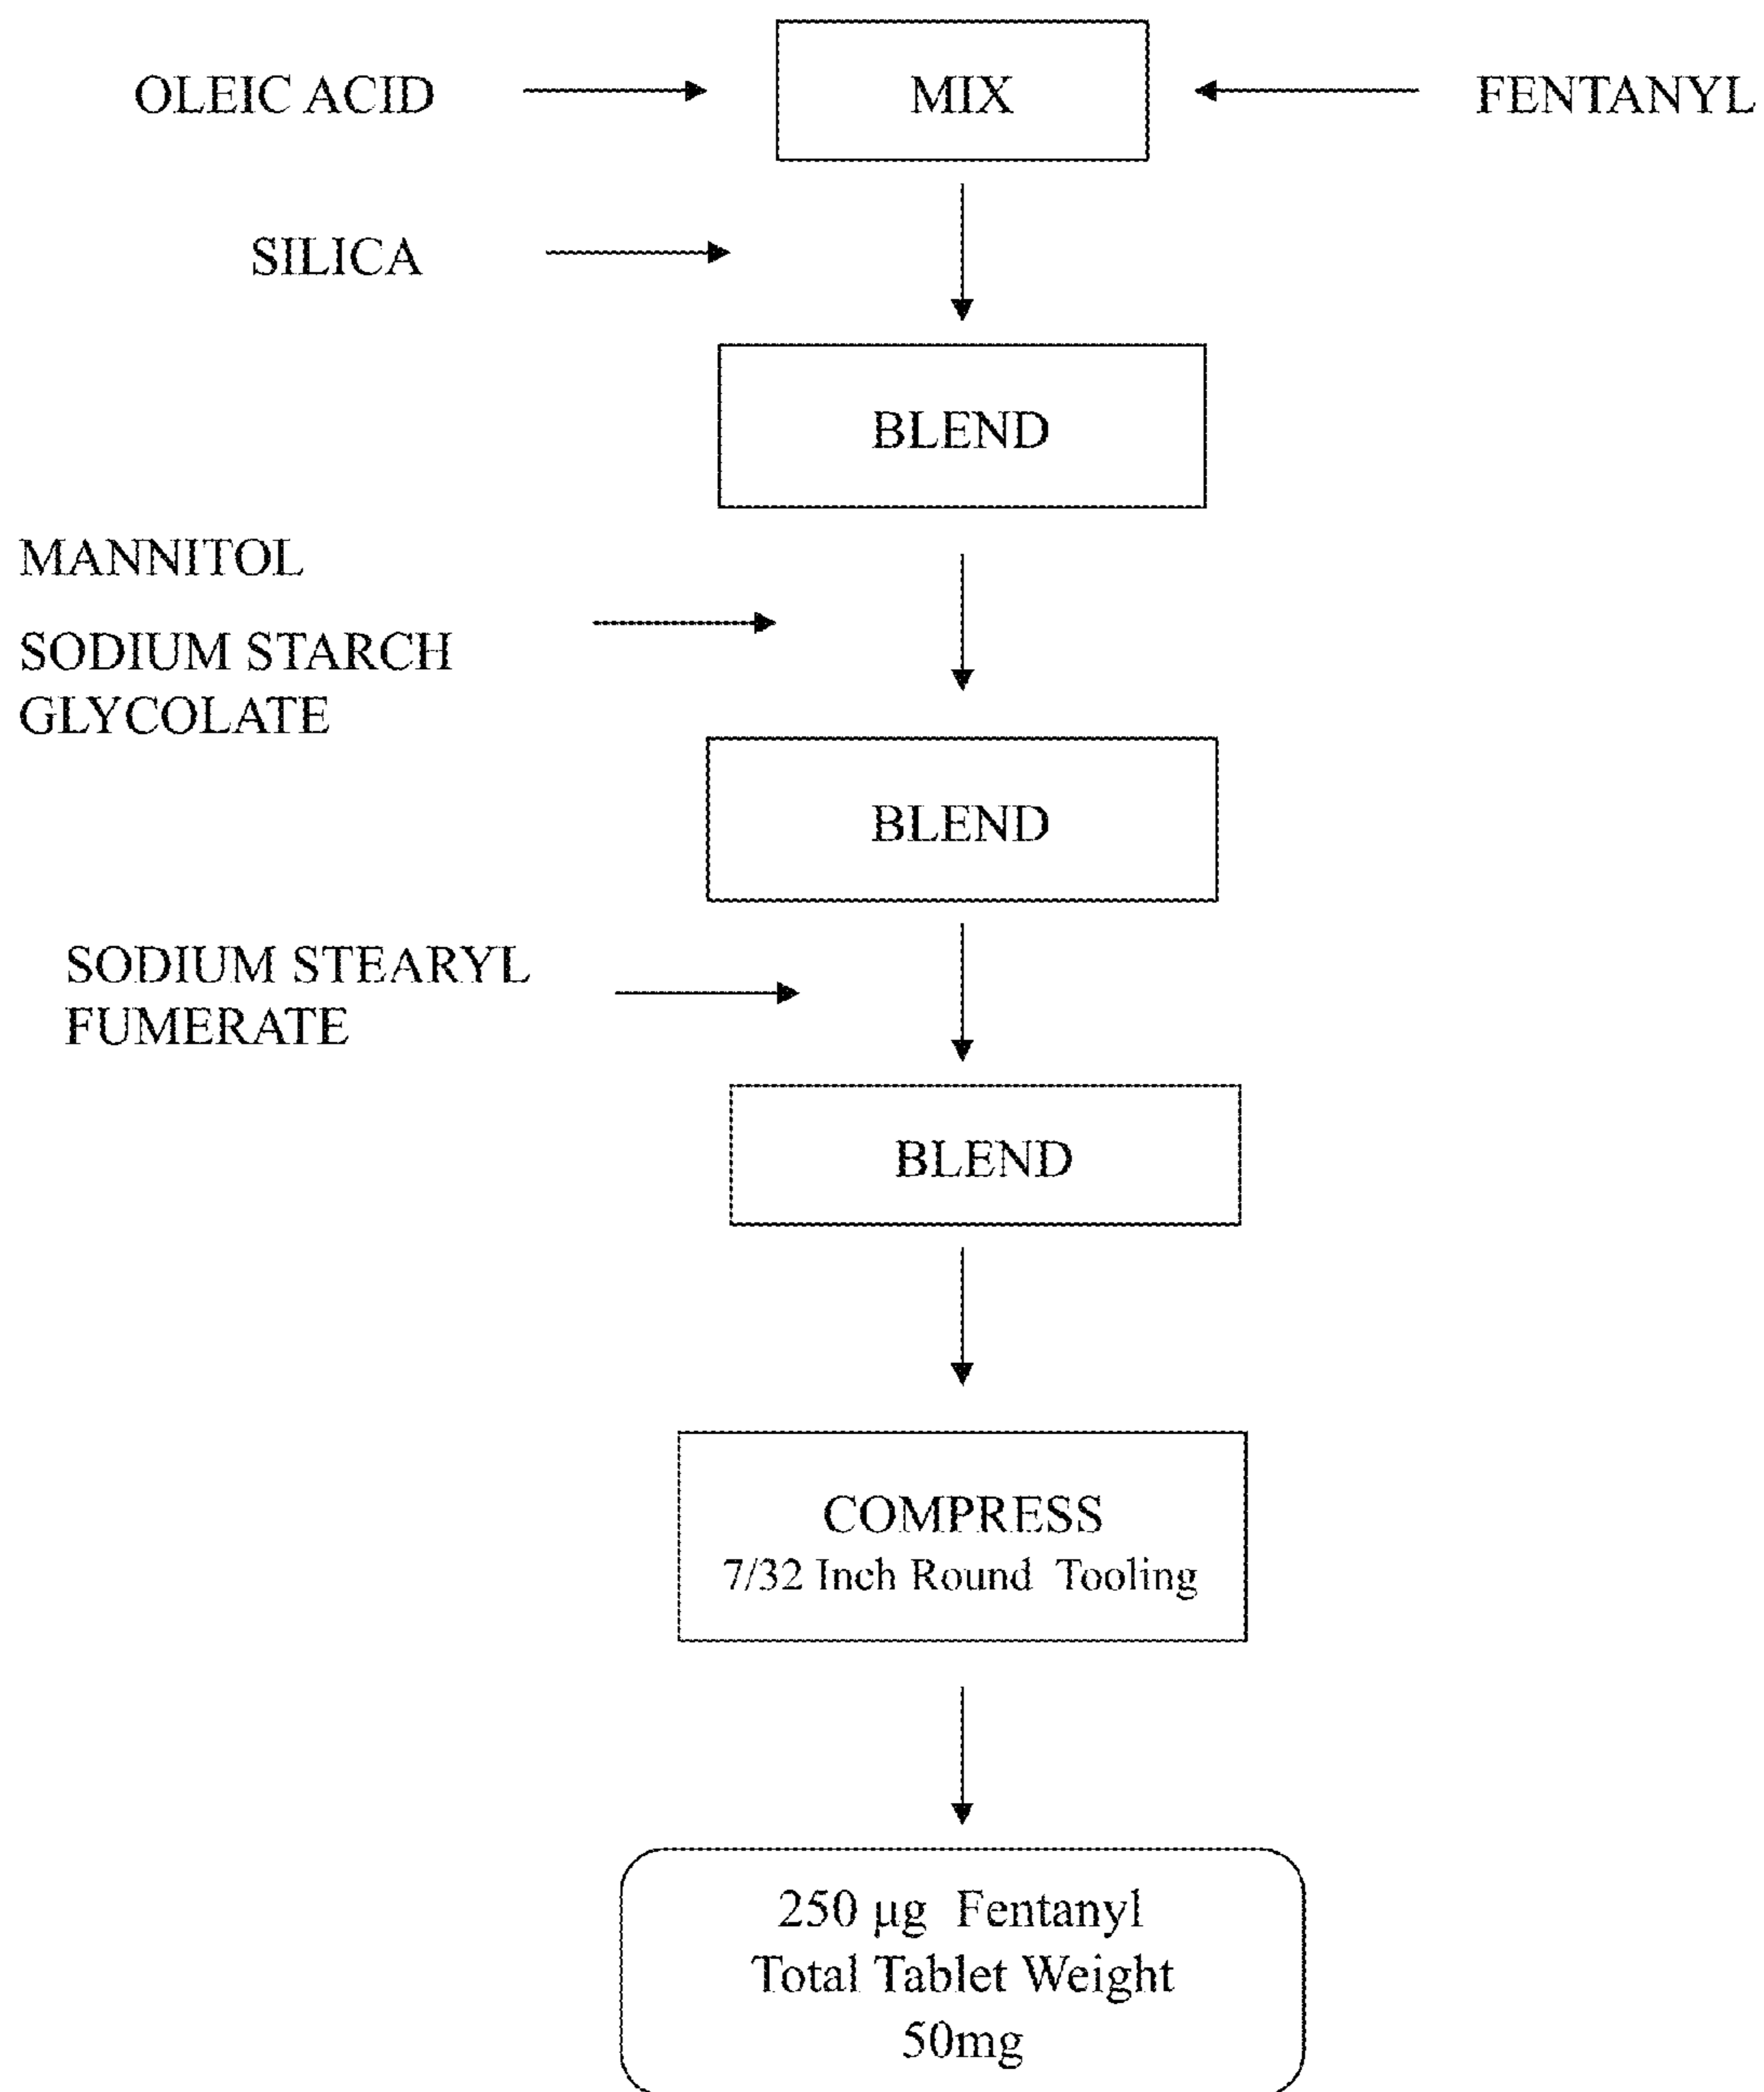 OLEIC ACID
MIX
FENTANYL
SILICA
BLEND
MANNITOL
SODIUM STARCH
GLYCOLATE
BLEND
SODIUM STEARYL
FUMERATE
BLEND
COMPRESS
7/32 Inch Round Tooling
250 µg Fentanyl
Total Tablet Weight
50mg